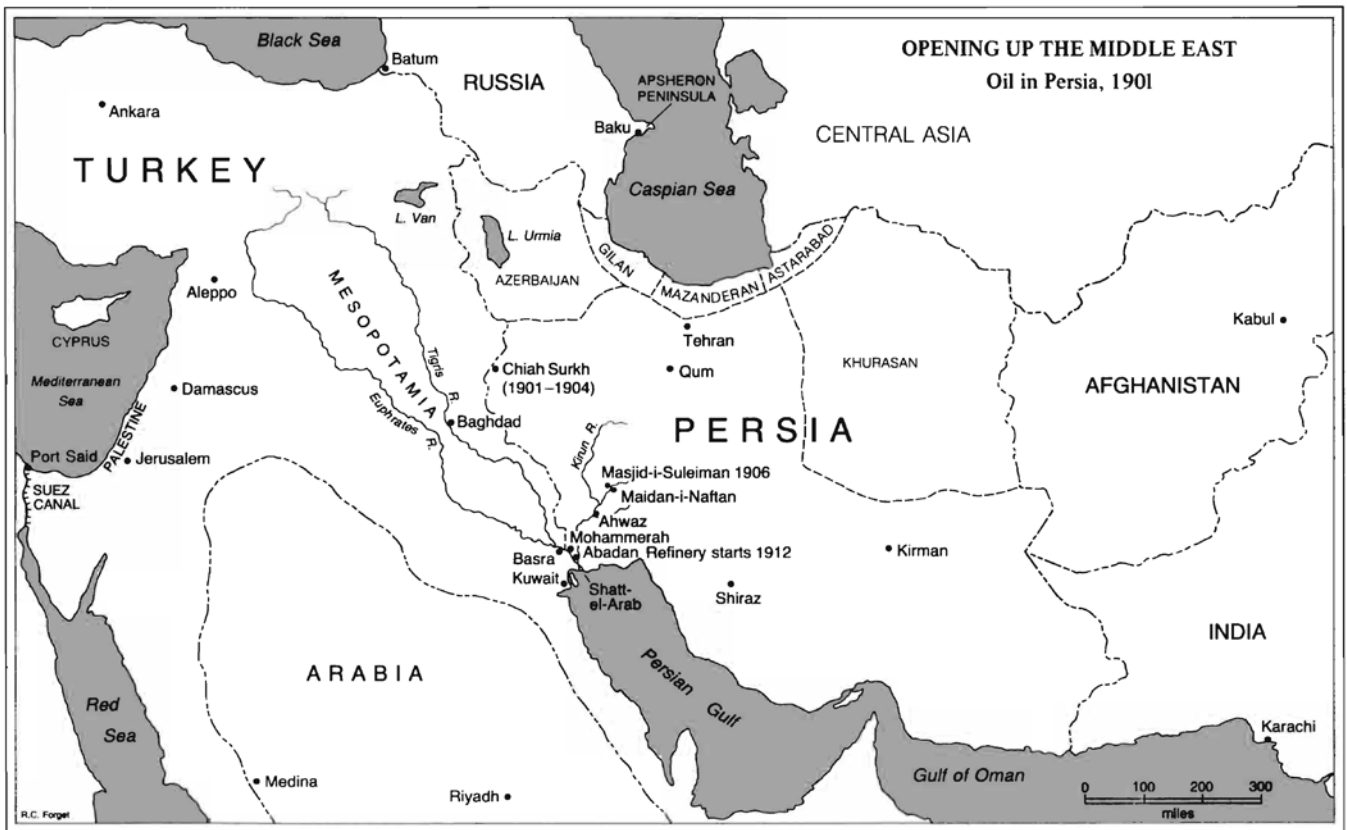 OPENING UP THE MIDDLE EAST
Oil in Persia, 1901
Black Sea
Batum
RUSSIA
APSHERON
PENINSULA
Baku
CENTRAL ASIA
Ankara
TURKEY
Caspian Sea
L. Van
L. Urmia
AZERBAIJAN
GILAN
MAZANDERAN
ASTARABAD
Aleppo
MESOPOTAMIA
Tehran
Kabul
CYPRUS
Mediterranean
Sea
Damascus
Tigris R.
Chiah Surkh
(1901–1904)
Qum
KHURASAN
AFGHANISTAN
Euphrates R.
Baghdad
PERSIA
PALESTINE
Port Said
Jerusalem
Kirun R.
SUEZ
CANAL
Masjid-i-Suleiman 1906
Maidan-i-Naftan
Ahwaz
Mohammerah
Basra
Abadan Refinery starts 1912
Kirman
Kuwait
Shatt-
el-Arab
Shiraz
INDIA
ARABIA
Persian
Gulf
Red
Sea
Karachi
Medina
Riyadh
Gulf of Oman
0 100 200 300
miles
R.C. Forget